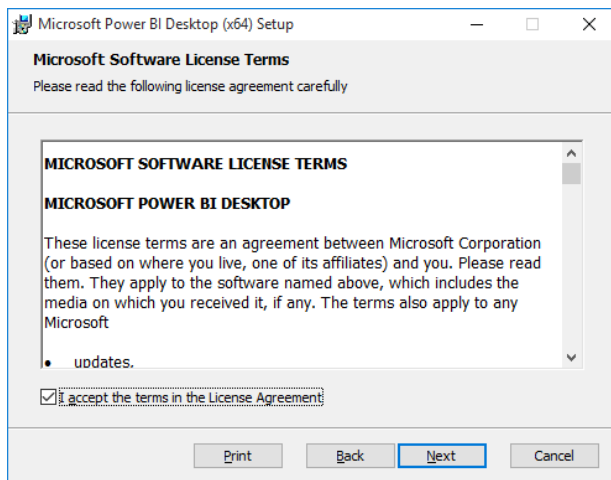 Microsoft Power BI Desktop (x64) Setup
Microsoft Software License Terms
Please read the following license agreement carefully
MICROSOFT SOFTWARE LICENSE TERMS
MICROSOFT POWER BI DESKTOP
These license terms are an agreement between Microsoft Corporation
(or based on where you live, one of its affiliates) and you. Please read
them. They apply to the software named above, which includes the
media on which you received it, if any. The terms also apply to any
Microsoft
• updates,
I accept the terms in the License Agreement
Print Back Next Cancel